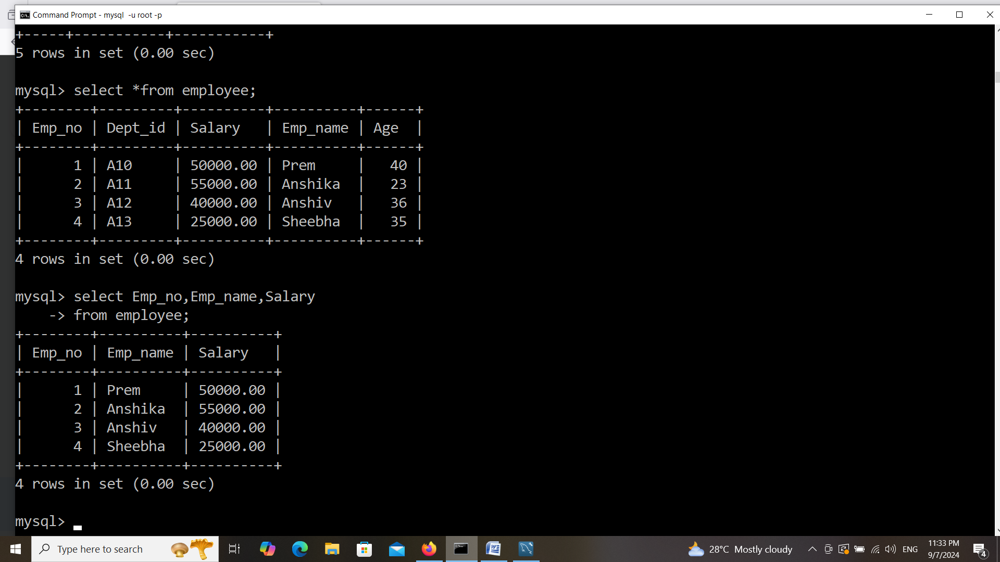 Command Prompt - mysql  -u root -p
+-----+-----------+-----------+
5 rows in set (0.00 sec)
mysql> select *from employee;
+--------+---------+----------+----------+------+
| Emp_no | Dept_id | Salary   | Emp_name | Age  |
+--------+---------+----------+----------+------+
|      1 | A10     | 50000.00 | Prem     |   40 |
|      2 | A11     | 55000.00 | Anshika  |   23 |
|      3 | A12     | 40000.00 | Anshiv   |   36 |
|      4 | A13     | 25000.00 | Sheebha  |   35 |
+--------+---------+----------+----------+------+
4 rows in set (0.00 sec)
mysql> select Emp_no,Emp_name,Salary
    -> from employee;
+--------+----------+----------+
| Emp_no | Emp_name | Salary   |
+--------+----------+----------+
|      1 | Prem     | 50000.00 |
|      2 | Anshika  | 55000.00 |
|      3 | Anshiv   | 40000.00 |
|      4 | Sheebha  | 25000.00 |
+--------+----------+----------+
4 rows in set (0.00 sec)
mysql>
Type here to search
28°C Mostly cloudy
ENG
11:33 PM
9/7/2024
4